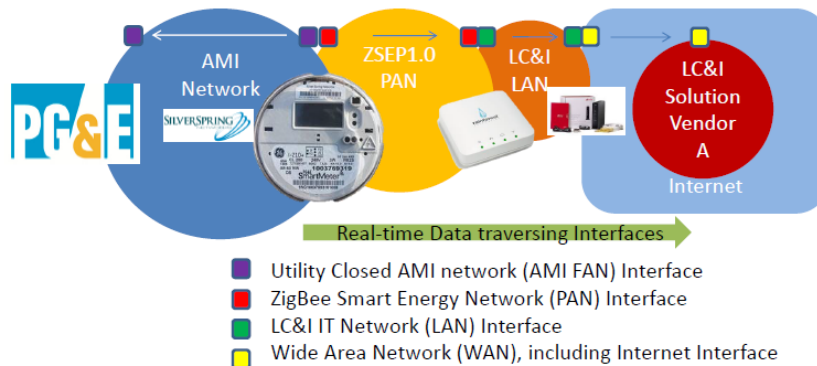 AMI
Network
ZSEP1.0
PAN
LC&I
LAN
LC&I
Solution
Vendor
A
PG&E
SILVERSPRING
SmartMeter
Internet
Real-time Data traversing Interfaces
Utility Closed AMI network (AMI FAN) Interface
ZigBee Smart Energy Network (PAN) Interface
LC&I IT Network (LAN) Interface
Wide Area Network (WAN), including Internet Interface